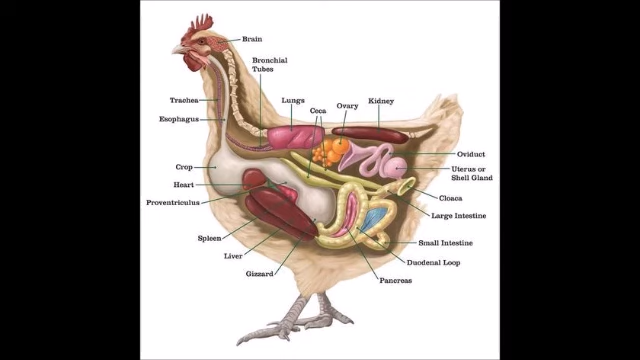 Brain
Bronchial
Tubes
Lungs
Ceca
Ovary
Kidney
Trachea
Esophagus
Oviduct
Crop
Uterus or
Shell Gland
Heart
Cloaca
Proventriculus
Large Intestine
Spleen
Small Intestine
Liver
Duodenal Loop
Gizzard
Pancreas